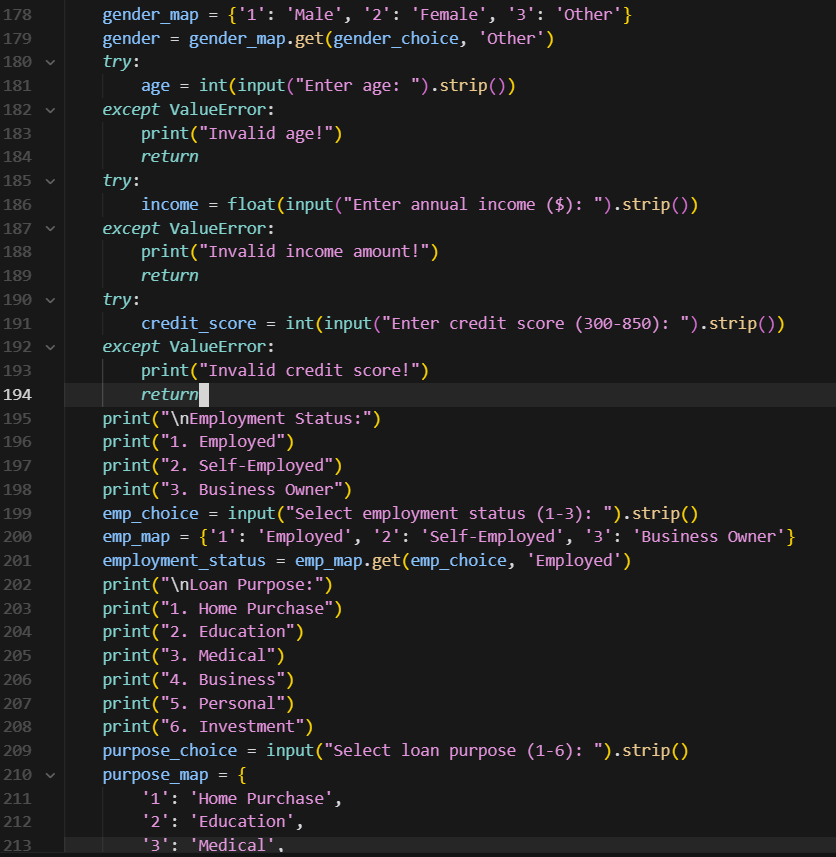 178 gender_map = {'1': 'Male', '2': 'Female', '3': 'Other'}
179 gender = gender_map.get(gender_choice, 'Other')
180 try:
181 age = int(input("Enter age: ").strip())
182 except ValueError:
183 print("Invalid age!")
184 return
185 try:
186 income = float(input("Enter annual income ($): ").strip())
187 except ValueError:
188 print("Invalid income amount!")
189 return
190 try:
191 credit_score = int(input("Enter credit score (300-850): ").strip())
192 except ValueError:
193 print("Invalid credit score!")
194 return
195 print("\nEmployment Status:")
196 print("1. Employed")
197 print("2. Self-Employed")
198 print("3. Business Owner")
199 emp_choice = input("Select employment status (1-3): ").strip()
200 emp_map = {'1': 'Employed', '2': 'Self-Employed', '3': 'Business Owner'}
201 employment_status = emp_map.get(emp_choice, 'Employed')
202 print("\nLoan Purpose:")
203 print("1. Home Purchase")
204 print("2. Education")
205 print("3. Medical")
206 print("4. Business")
207 print("5. Personal")
208 print("6. Investment")
209 purpose_choice = input("Select loan purpose (1-6): ").strip()
210 purpose_map = {
211 '1': 'Home Purchase',
212 '2': 'Education',
213 '3': 'Medical',